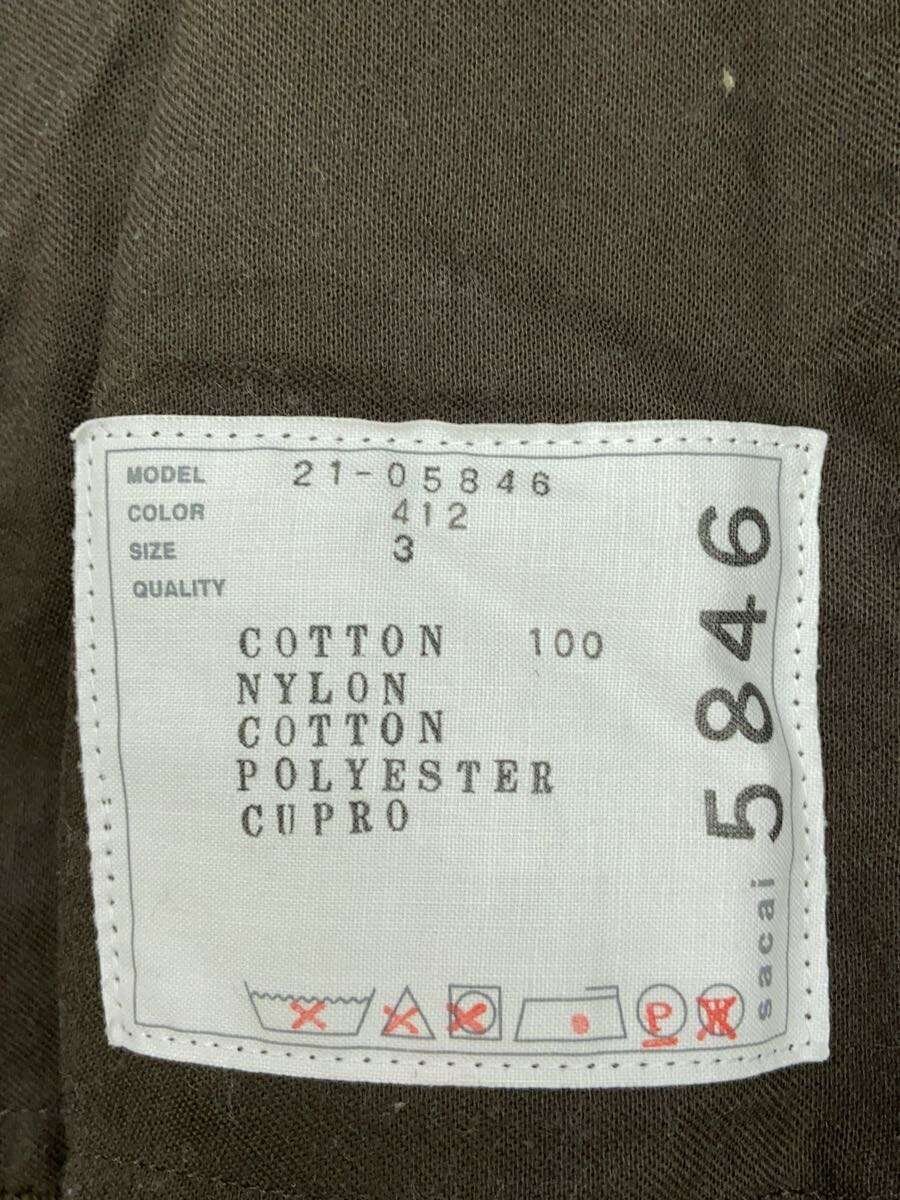 MODEL 21-05846
COLOR 412
SIZE 3
QUALITY
COTTON 100
NYLON
COTTON
POLYESTER
CUPRO
P
W
sacai 5846